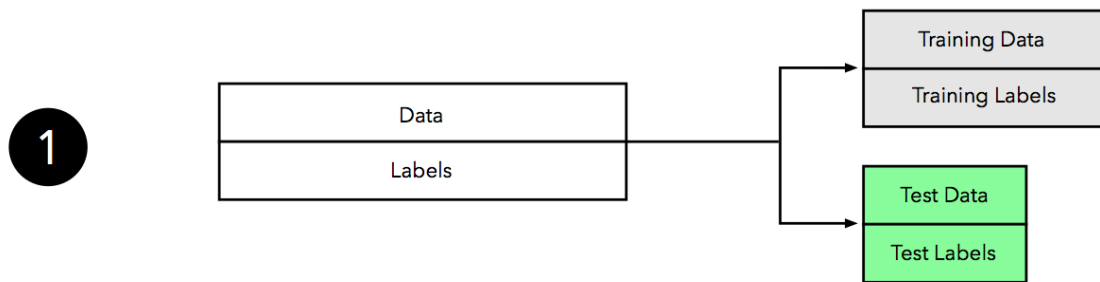 1
Data
Labels
Training Data
Training Labels
Test Data
Test Labels